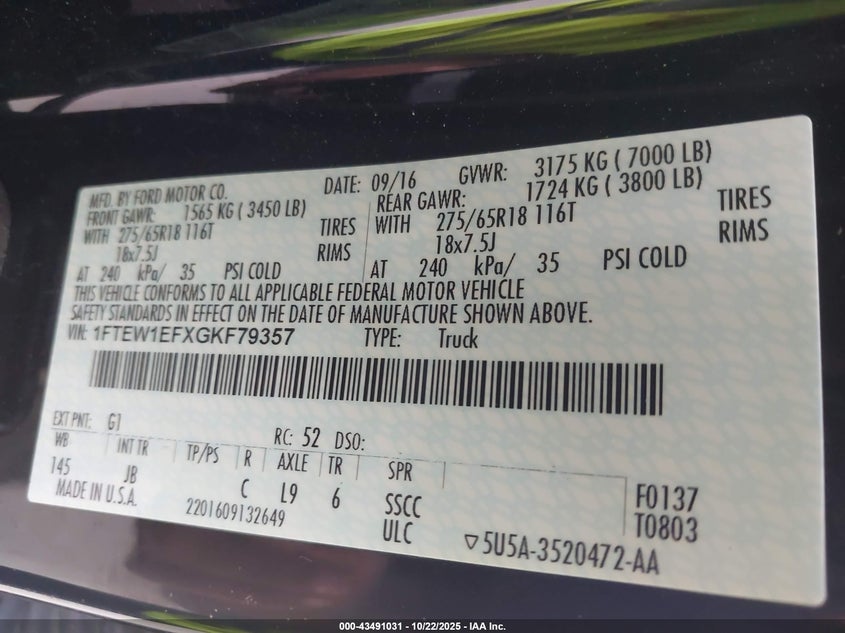 MFD. BY FORD MOTOR CO. DATE: 09/16 GVWR: 3175 KG ( 7000 LB)
FRONT GAWR: 1565 KG ( 3450 LB) REAR GAWR: 1724 KG ( 3800 LB)
WITH 275/65R18 116T TIRES WITH 275/65R18 116T TIRES
18x7.5J RIMS 18x7.5J RIMS
AT 240 kPa/ 35 PSI COLD AT 240 kPa/ 35 PSI COLD
THIS VEHICLE CONFORMS TO ALL APPLICABLE FEDERAL MOTOR VEHICLE
SAFETY STANDARDS IN EFFECT ON THE DATE OF MANUFACTURE SHOWN ABOVE.
VIN: 1FTEW1EFXGKF79357 TYPE: Truck
EXT PNT: G1 RC: 52 DSO:
WB INT TR TP/PS R AXLE TR SPR
145 JB C L9 6 SSCC F0137
MADE IN U.S.A. 2201609132649 ULC T0803
5U5A-3520472-AA
000-43491031 - 10/22/2025 - IAA Inc.